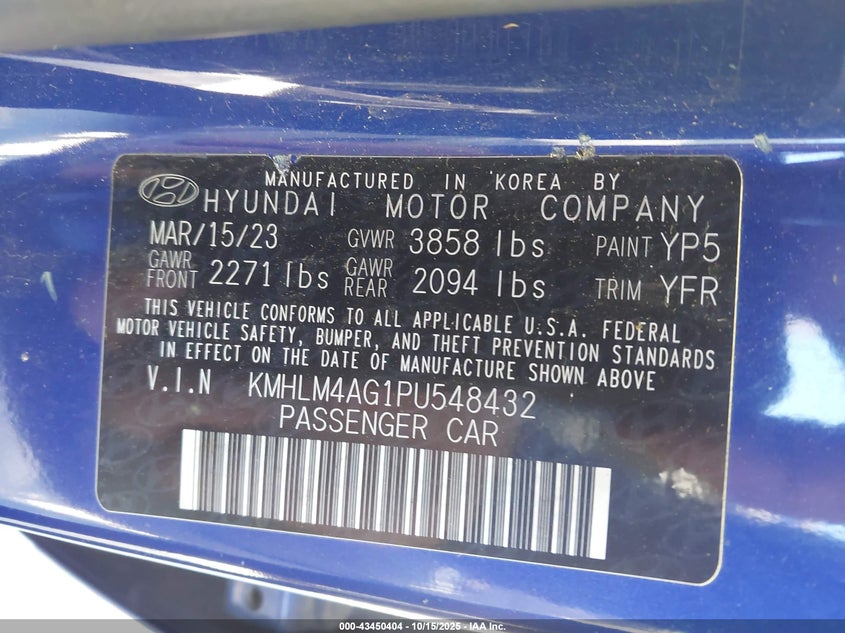 MANUFACTURED IN KOREA BY
HYUNDAI MOTOR COMPANY
MAR/15/23 GVWR 3858 lbs PAINT YP5
GAWR FRONT 2271 lbs GAWR REAR 2094 lbs TRIM YFR
THIS VEHICLE CONFORMS TO ALL APPLICABLE U.S.A. FEDERAL
MOTOR VEHICLE SAFETY, BUMPER, AND THEFT PREVENTION STANDARDS
IN EFFECT ON THE DATE OF MANUFACTURE SHOWN ABOVE
V.I.N KMHLM4AG1PU548432
PASSENGER CAR
000-43450404 - 10/15/2025 - IAA Inc.